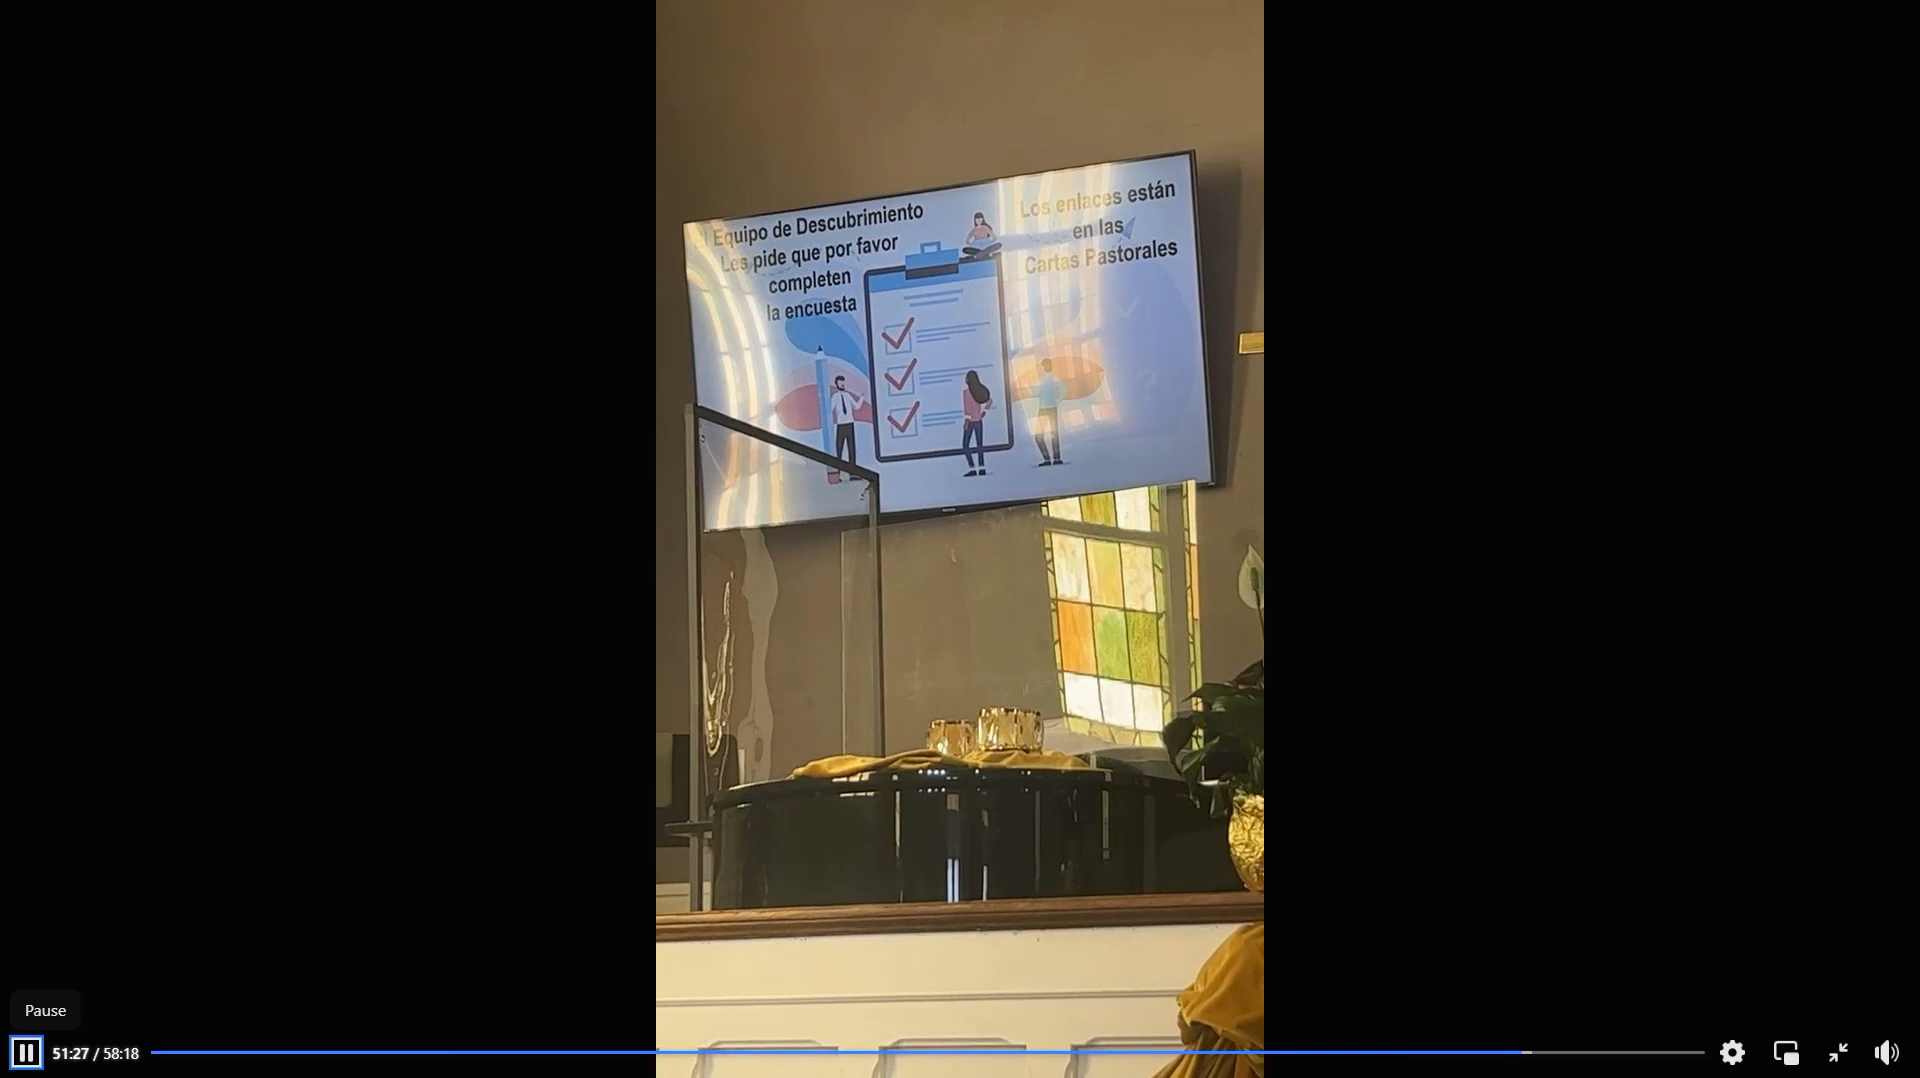 El Equipo de Descubrimiento
Les pide que por favor
completen
la encuesta
Los enlaces están
en las
Cartas Pastorales
?
Pause
51:27 / 58:18